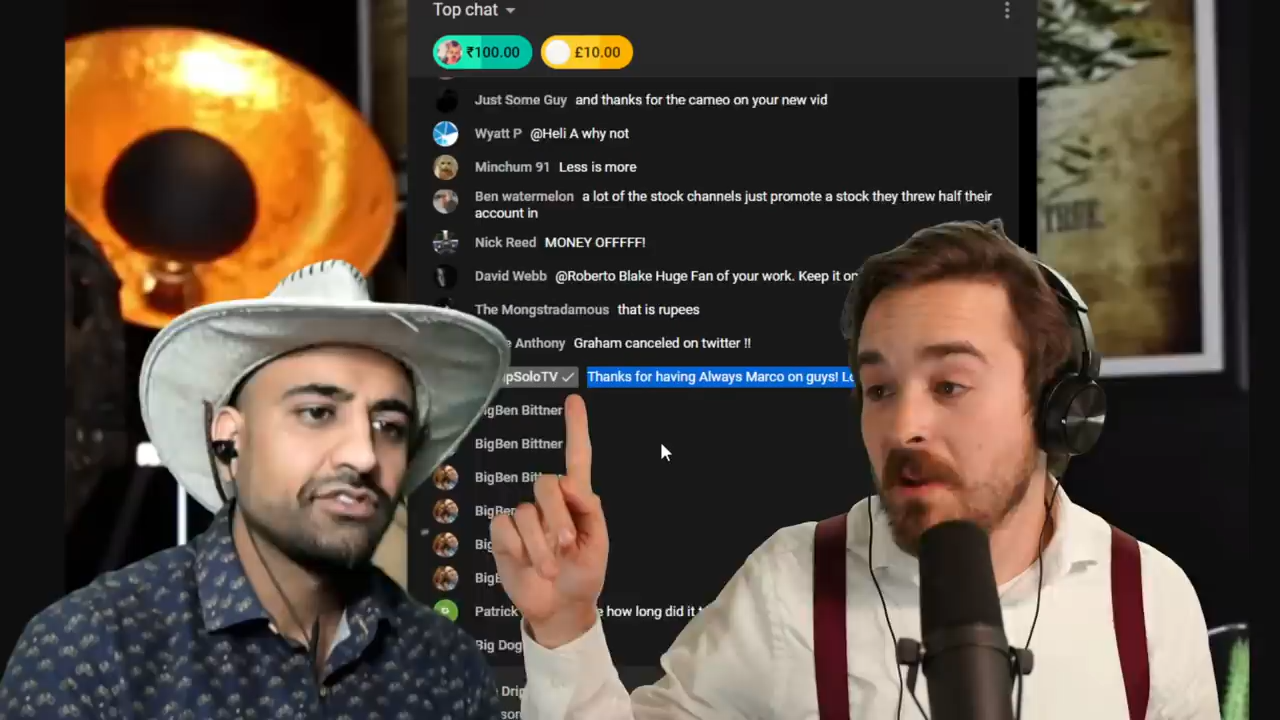 Top chat
₹100.00 £10.00
Just Some Guy and thanks for the cameo on your new vid
Wyatt P @Heli A why not
Minchum 91 Less is more
Ben watermelon a lot of the stock channels just promote a stock they threw half their
account in
Nick Reed MONEY OFFFFF!
David Webb @Roberto Blake Huge Fan of your work. Keep it
The Mongstradamous that is rupees
Anthony Graham canceled on twitter !!
pSoloTV Thanks for having Always Marco on guys!
BigBen Bittner
BigBen Bittner
BigBen
Patrick how long did it
Big Dog